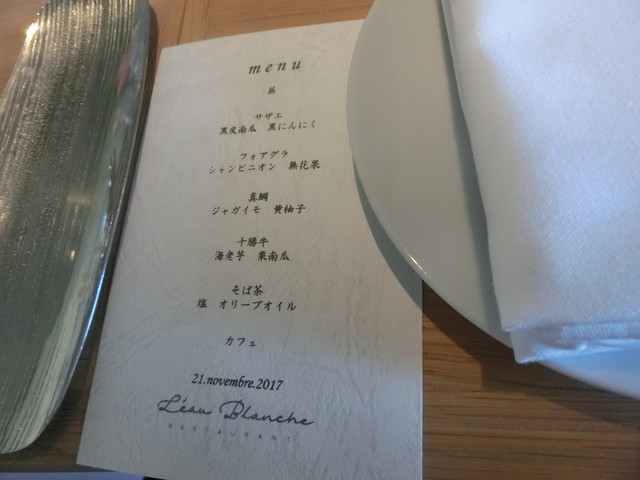 menu
サザエ
黒皮南瓜 黒にんにく
フォアグラ
シャンピニオン 無花果
真鯛
ジャガイモ 黄柚子
十勝牛
海老芋 栗南瓜
そば茶
塩 オリーブオイル
カフェ
21.novembre.2017
L'eau Blanche
RESTAURANT